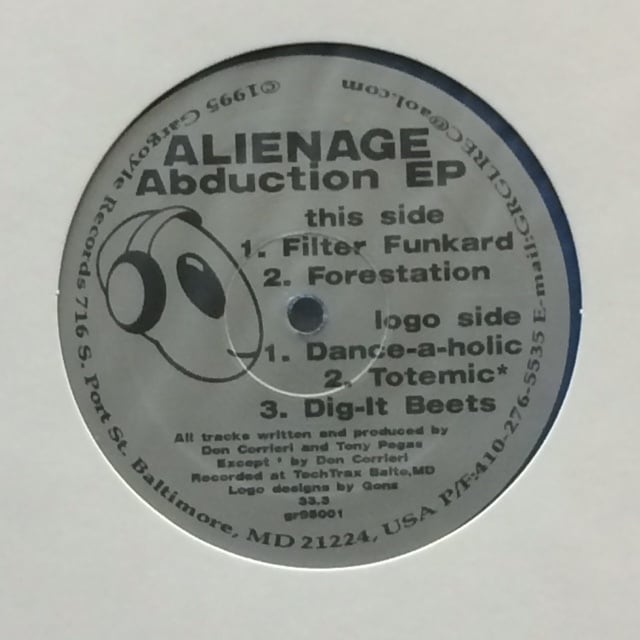 ALIENAGE
Abduction EP
this side
1. Filter Funkard
2. Forestation
logo side
1. Dance-a-holic
2. Totemic*
3. Dig-It Beets
All tracks written and produced by
Don Corrieri and Tony Pegas
Except * by Don Corrieri
Recorded at TechTrax Balto,MD
Logo designs by Gonz
33.3
gr95001
©1995 Gargoyle Records 716 S. Port St. Baltimore, MD 21224, USA P/F:410-276-5535 E-mail:GRGLREC@aol.com